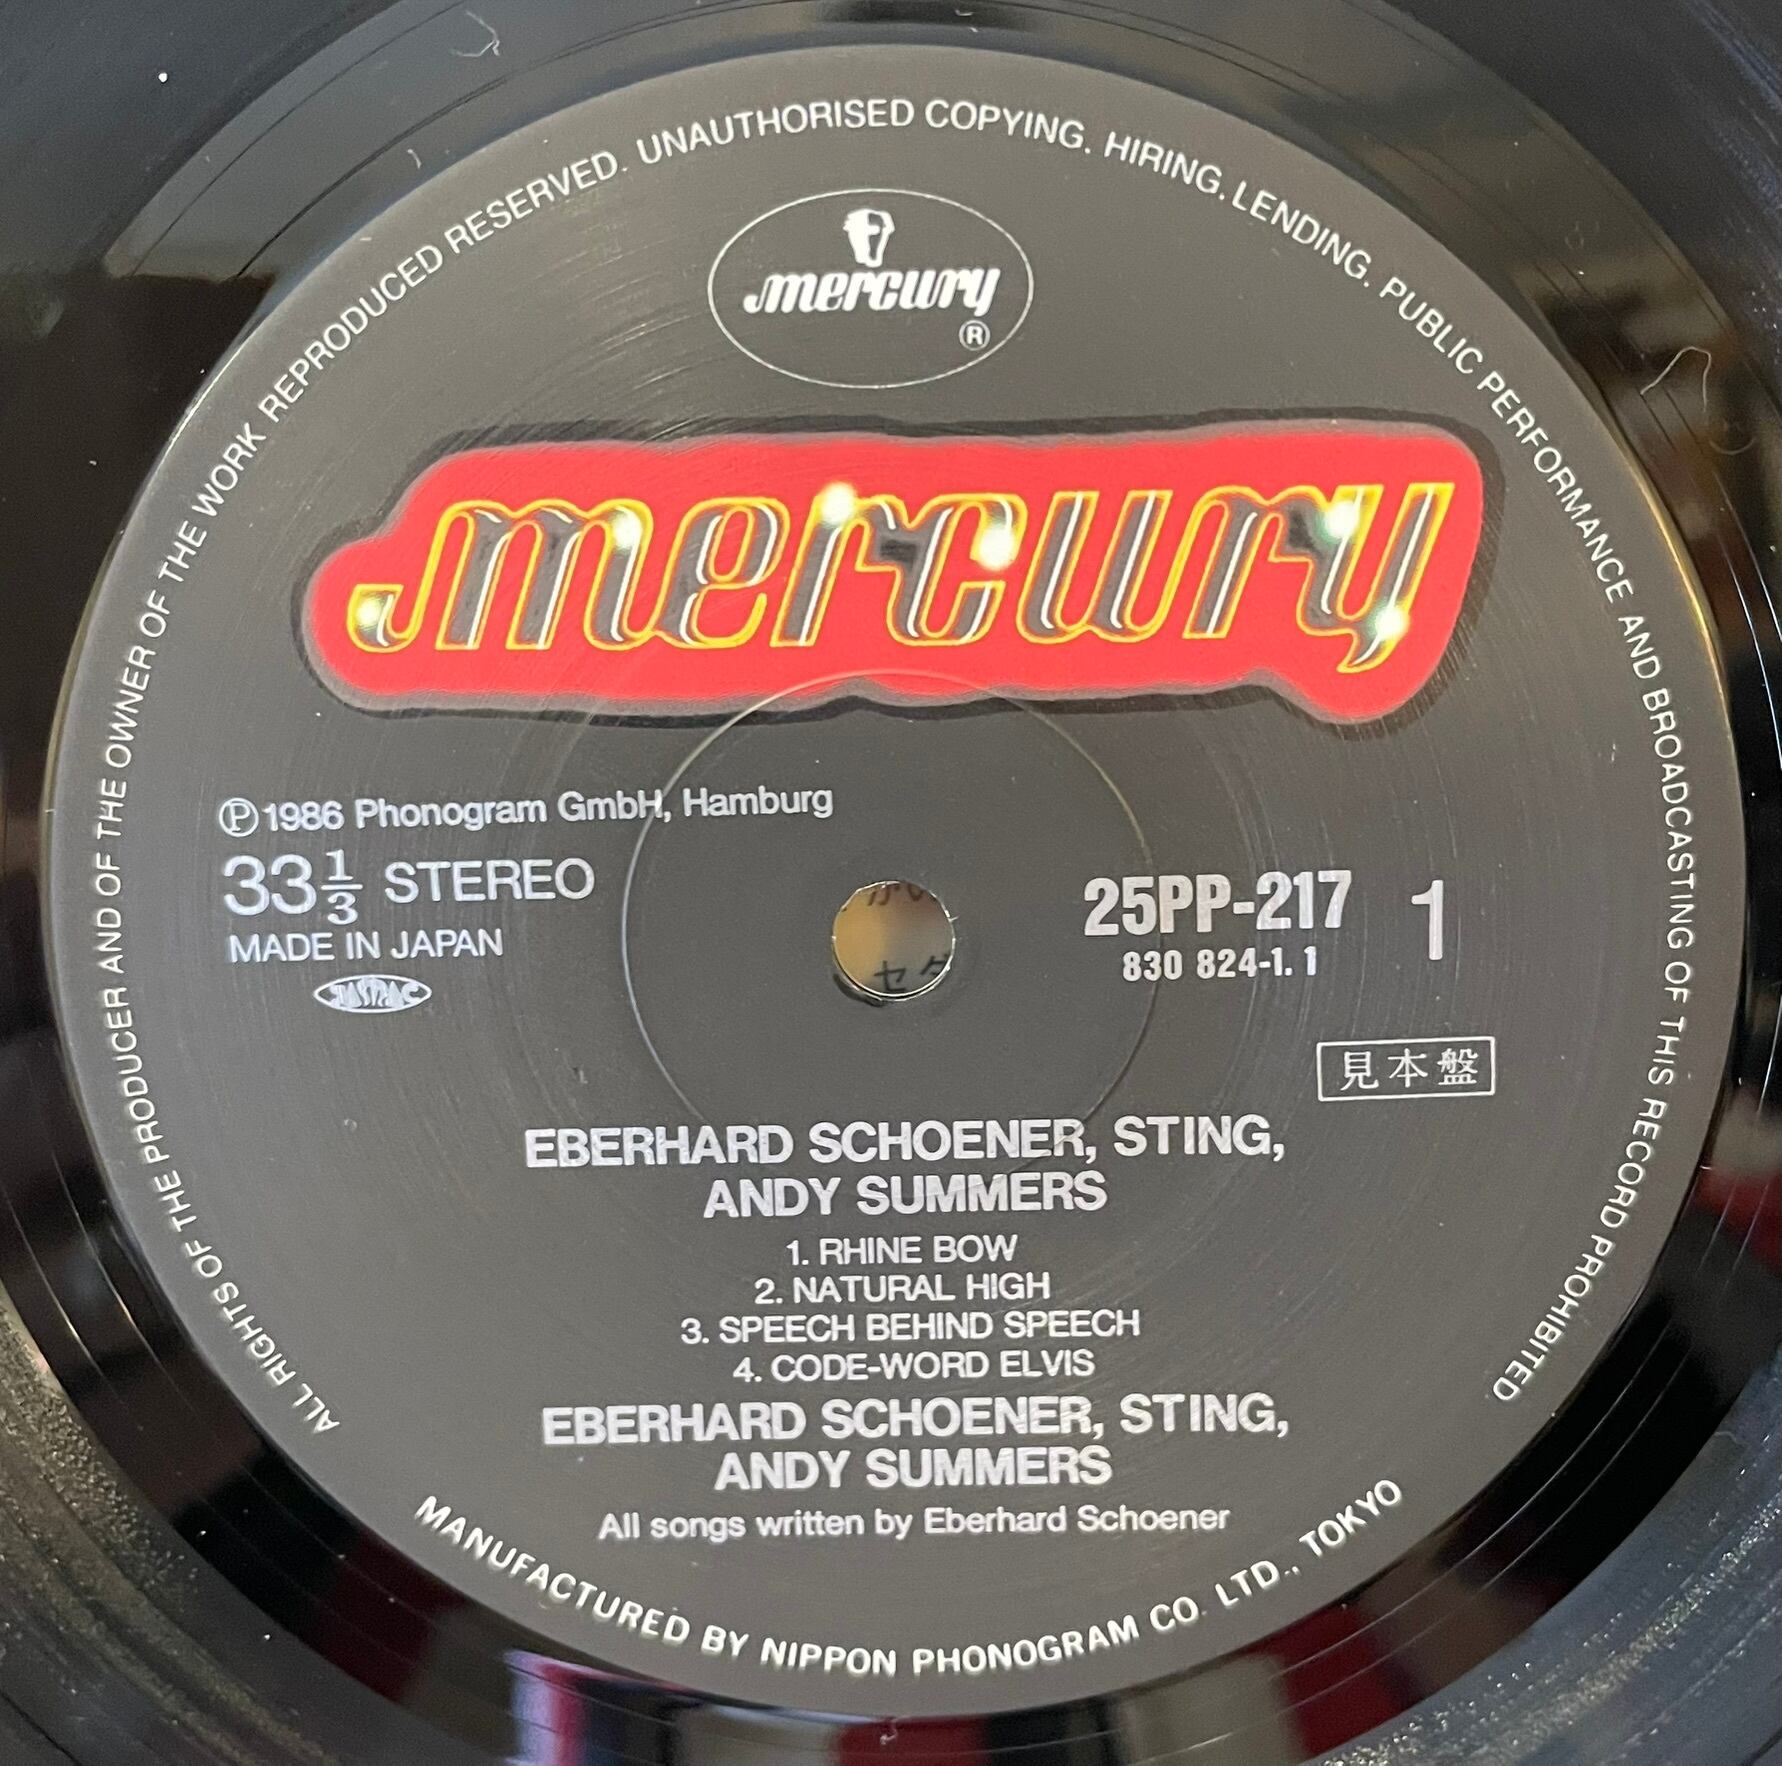 ALL RIGHTS OF THE PRODUCER AND OF THE OWNER OF THE WORK REPRODUCED RESERVED. UNAUTHORISED COPYING. HIRING. LENDING. PUBLIC PERFORMANCE AND BROADCASTING OF THIS RECORD PROHIBITED.
mercury
®
mercury
℗1986 Phonogram GmbH, Hamburg
33 1/3 STEREO
MADE IN JAPAN
JASRAC
25PP-217 1
830 824-1. 1
見本盤
EBERHARD SCHOENER, STING,
ANDY SUMMERS
1. RHINE BOW
2. NATURAL HIGH
3. SPEECH BEHIND SPEECH
4. CODE-WORD ELVIS
EBERHARD SCHOENER, STING,
ANDY SUMMERS
All songs written by Eberhard Schoener
MANUFACTURED BY NIPPON PHONOGRAM CO. LTD., TOKYO